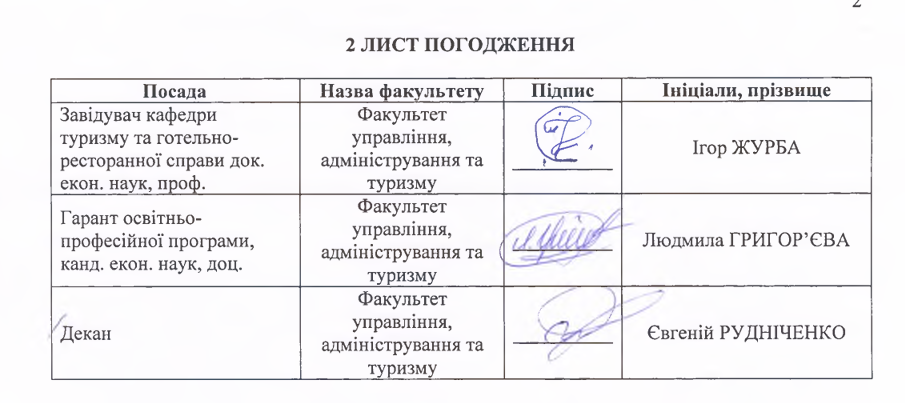 2
2 ЛИСТ ПОГОДЖЕННЯ
Посада
Назва факультету
Підпис
Ініціали, прізвище
Завідувач кафедри
туризму та готельно-
ресторанної справи док.
екон. наук, проф.
Факультет
управління,
адміністрування та
туризму
Ігор ЖУРБА
Гарант освітньо-
професійної програми,
канд. екон. наук, доц.
Факультет
управління,
адміністрування та
туризму
Людмила ГРИГОР’ЄВА
Декан
Факультет
управління,
адміністрування та
туризму
Євгеній РУДНІЧЕНКО